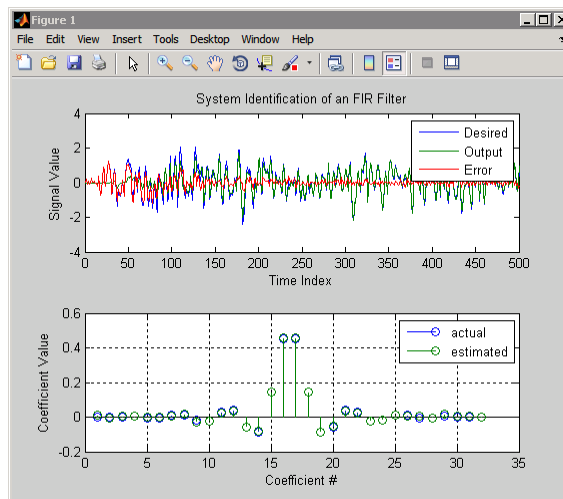 Figure 1
File Edit View Insert Tools Desktop Window Help
System Identification of an FIR Filter
4
2
0
-2
-4
Signal Value
Desired
Output
Error
0 50 100 150 200 250 300 350 400 450 500
Time Index
0.6
0.4
0.2
0
-0.2
Coefficient Value
actual
estimated
0 5 10 15 20 25 30 35
Coefficient #